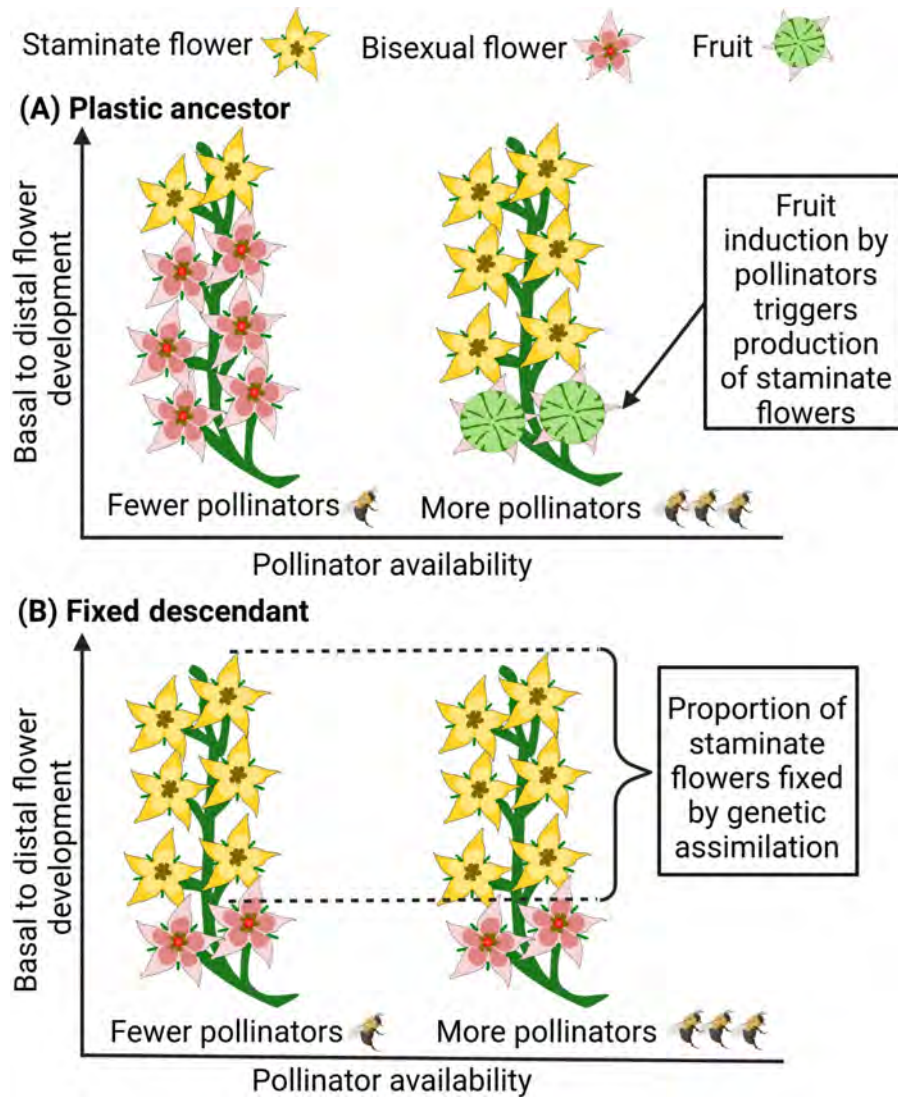 Staminate flower
Bisexual flower
Fruit
(A) Plastic ancestor
Basal to distal flower
development
Fruit
induction by
pollinators
triggers
production
of staminate
flowers
Fewer pollinators
More pollinators
Pollinator availability
(B) Fixed descendant
Basal to distal flower
development
Proportion of
staminate
flowers fixed
by genetic
assimilation
Fewer pollinators
More pollinators
Pollinator availability